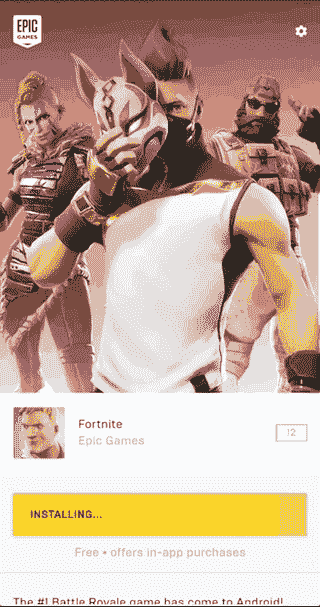 EPIC
GAMES
Fortnite
Epic Games
12
INSTALLING...
Free • offers in-app purchases
The #1 Battle Royale game has come to Android!